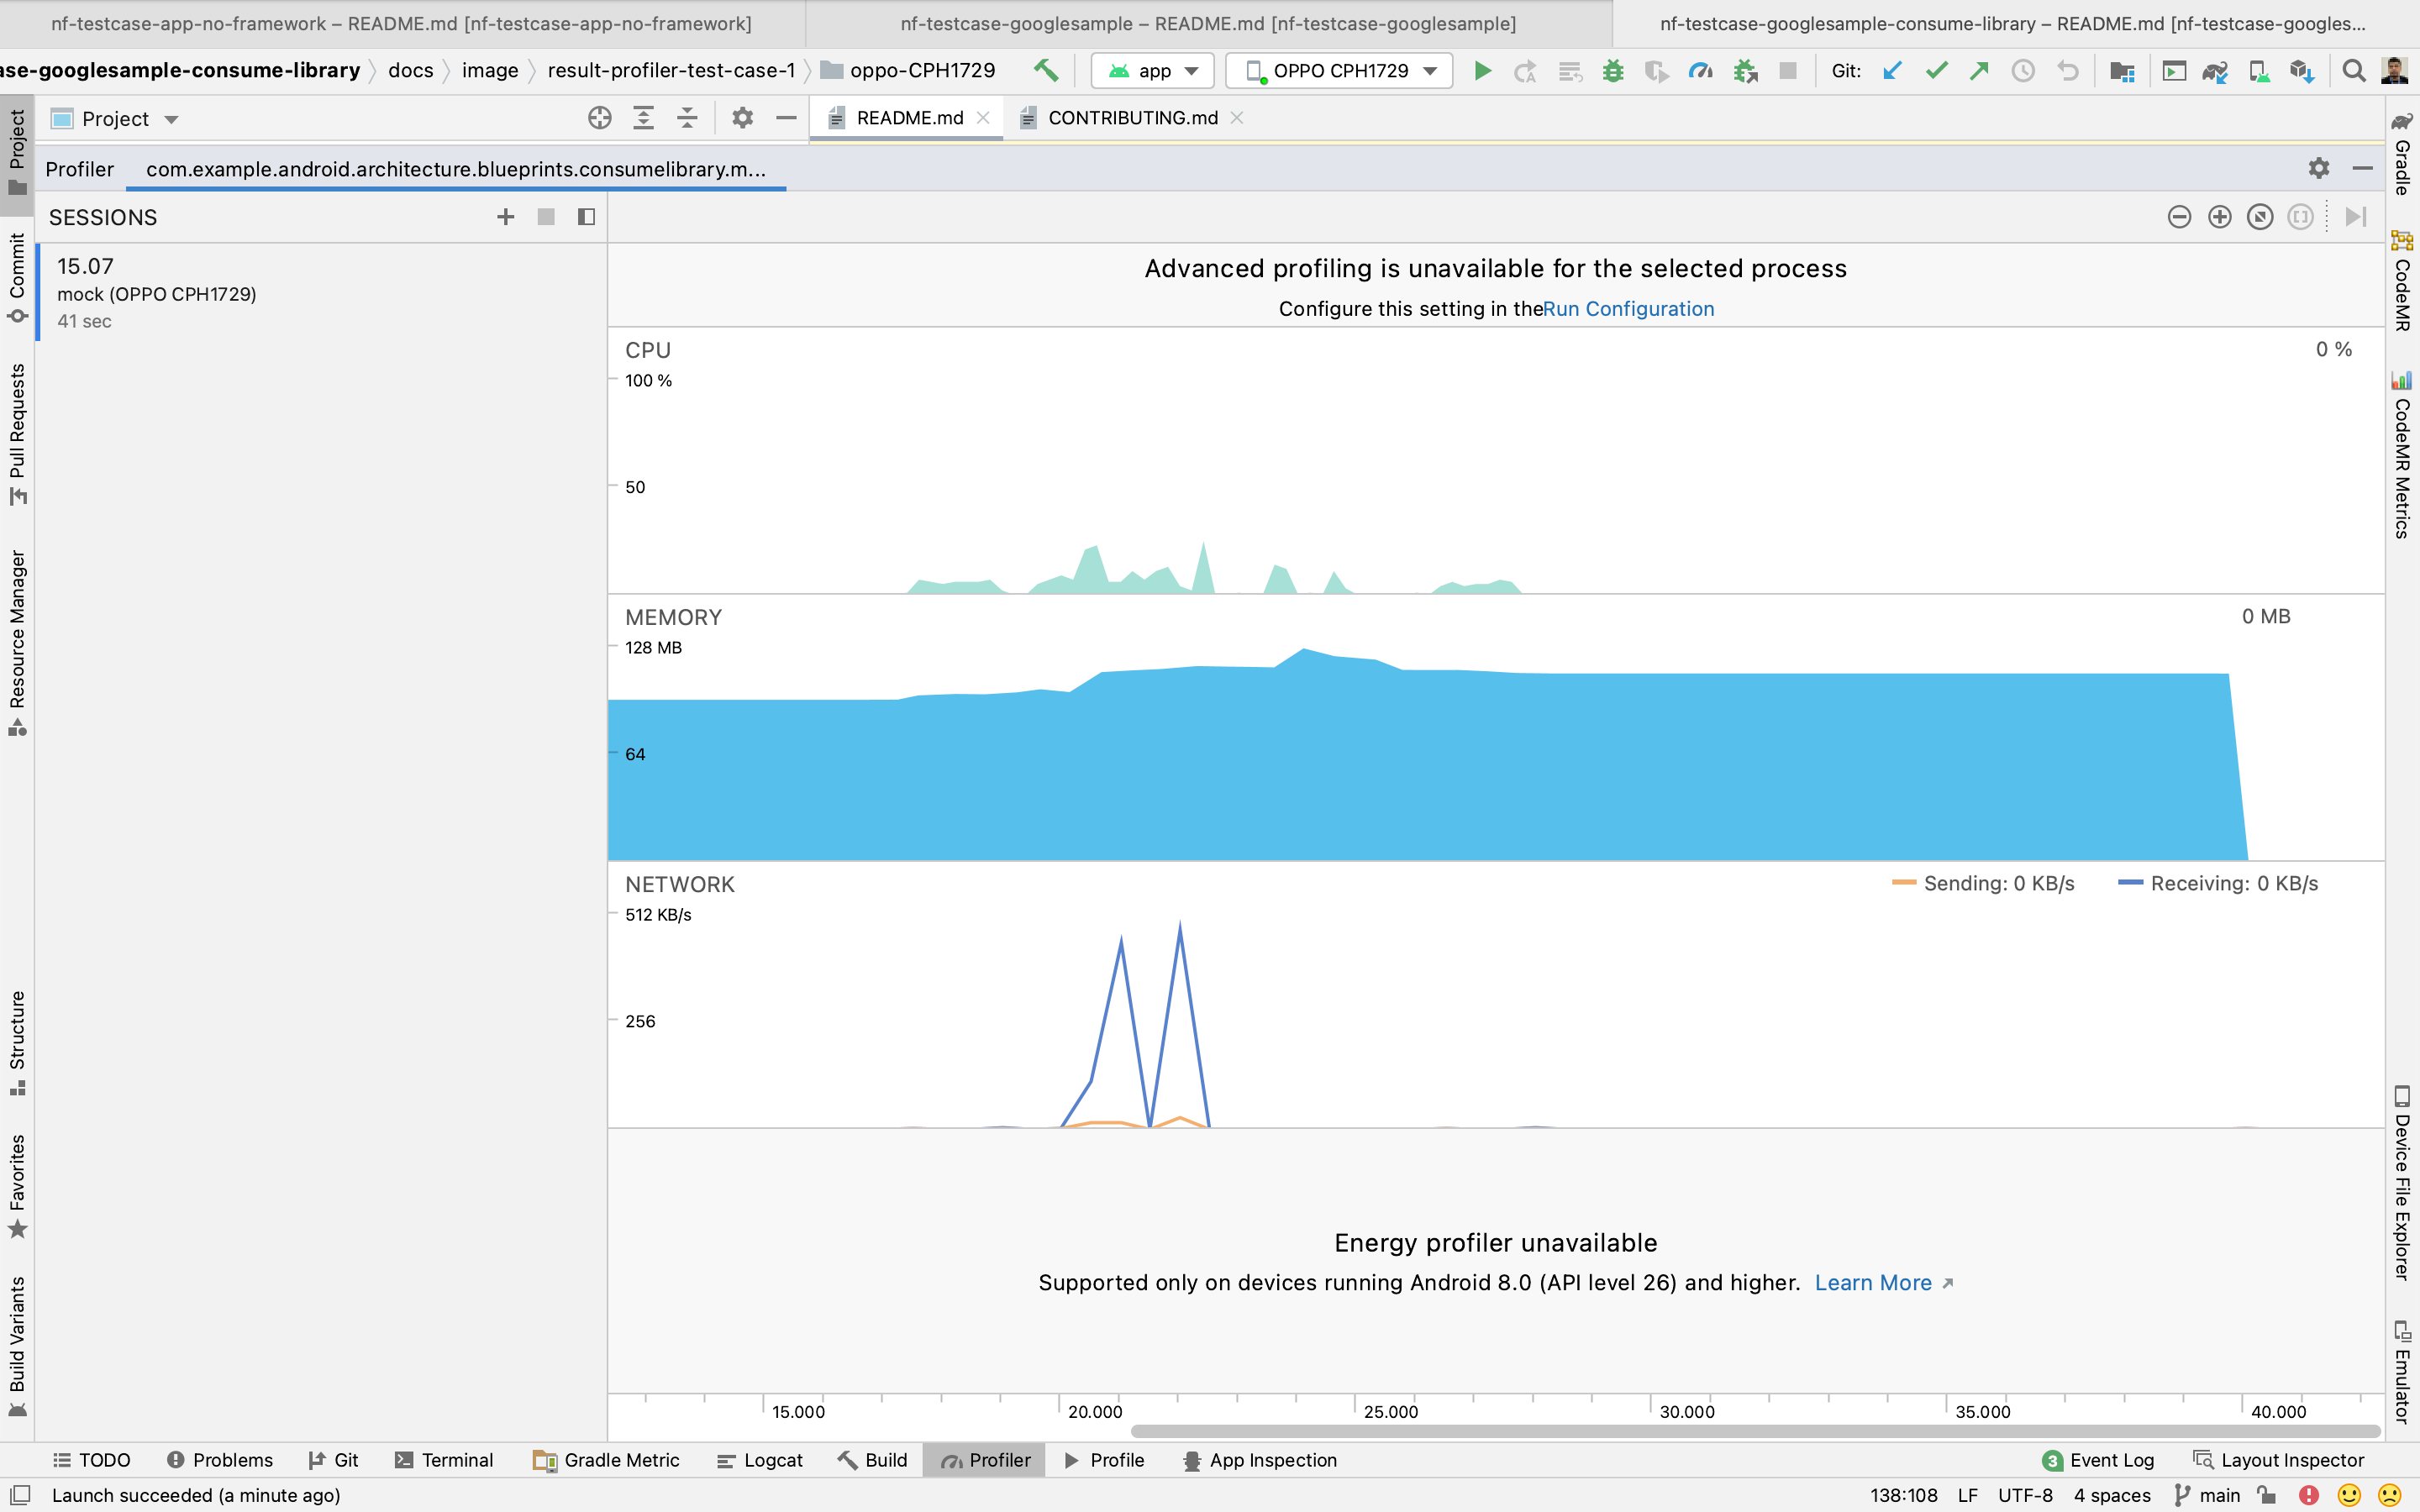 nf-testcase-app-no-framework – README.md [nf-testcase-app-no-framework]
nf-testcase-googlesample – README.md [nf-testcase-googlesample]
nf-testcase-googlesample-consume-library – README.md [nf-testcase-googles...
ase-googlesample-consume-library
docs
image
result-profiler-test-case-1
oppo-CPH1729
app
OPPO CPH1729
Git:
Project
README.md
CONTRIBUTING.md
Profiler
com.example.android.architecture.blueprints.consumelibrary.m...
SESSIONS
15.07
mock (OPPO CPH1729)
41 sec
Advanced profiling is unavailable for the selected process
Configure this setting in theRun Configuration
CPU
0 %
100 %
50
MEMORY
0 MB
128 MB
64
NETWORK
Sending: 0 KB/s
Receiving: 0 KB/s
512 KB/s
256
Energy profiler unavailable
Supported only on devices running Android 8.0 (API level 26) and higher. Learn More
15.000
20.000
25.000
30.000
35.000
40.000
Project
Commit
Pull Requests
Resource Manager
Structure
Favorites
Build Variants
Gradle
CodeMR
CodeMR Metrics
Device File Explorer
Emulator
TODO
Problems
Git
Terminal
Gradle Metric
Logcat
Build
Profiler
Profile
App Inspection
3
Event Log
Layout Inspector
Launch succeeded (a minute ago)
138:108
LF
UTF-8
4 spaces
main